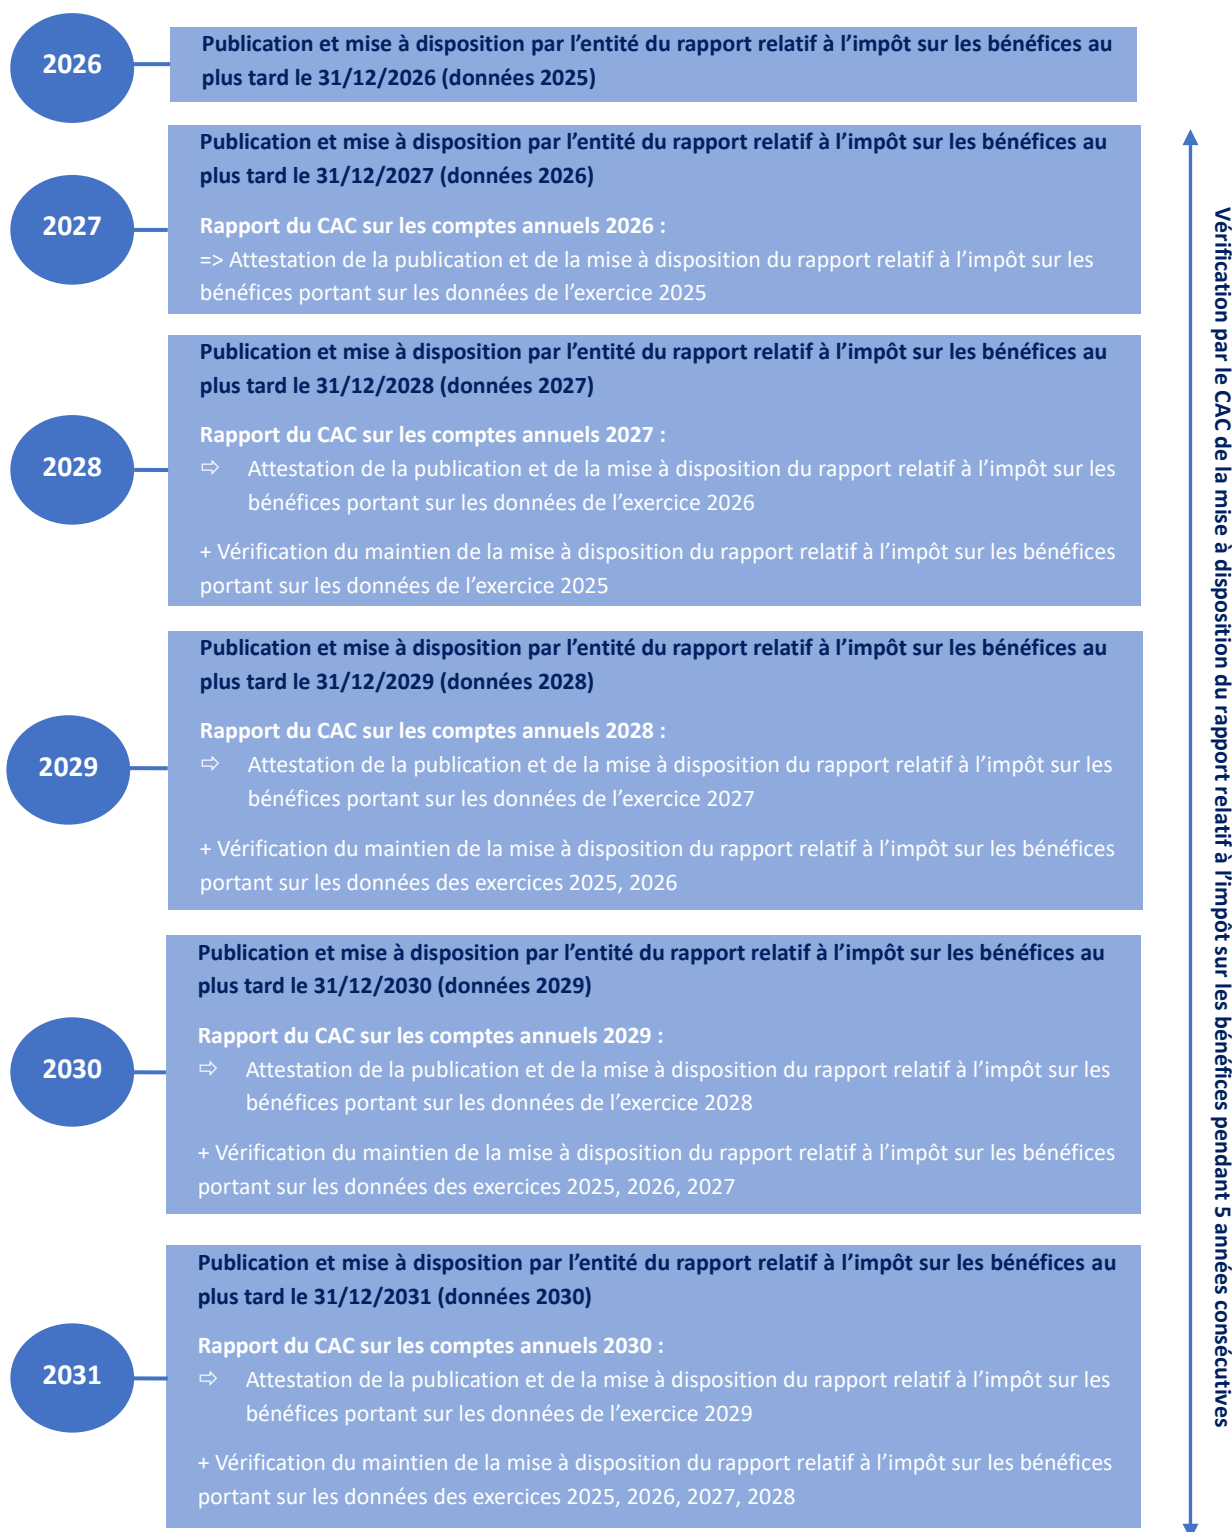 2026
Publication et mise à disposition par l’entité du rapport relatif à l’impôt sur les bénéfices au
plus tard le 31/12/2026 (données 2025)
2027
Publication et mise à disposition par l’entité du rapport relatif à l’impôt sur les bénéfices au
plus tard le 31/12/2027 (données 2026)
Rapport du CAC sur les comptes annuels 2026 :
=> Attestation de la publication et de la mise à disposition du rapport relatif à l’impôt sur les
bénéfices portant sur les données de l’exercice 2025
2028
Publication et mise à disposition par l’entité du rapport relatif à l’impôt sur les bénéfices au
plus tard le 31/12/2028 (données 2027)
Rapport du CAC sur les comptes annuels 2027 :
⇨ Attestation de la publication et de la mise à disposition du rapport relatif à l’impôt sur les
bénéfices portant sur les données de l’exercice 2026
+ Vérification du maintien de la mise à disposition du rapport relatif à l’impôt sur les bénéfices
portant sur les données de l’exercice 2025
2029
Publication et mise à disposition par l’entité du rapport relatif à l’impôt sur les bénéfices au
plus tard le 31/12/2029 (données 2028)
Rapport du CAC sur les comptes annuels 2028 :
⇨ Attestation de la publication et de la mise à disposition du rapport relatif à l’impôt sur les
bénéfices portant sur les données de l’exercice 2027
+ Vérification du maintien de la mise à disposition du rapport relatif à l’impôt sur les bénéfices
portant sur les données des exercices 2025, 2026
2030
Publication et mise à disposition par l’entité du rapport relatif à l’impôt sur les bénéfices au
plus tard le 31/12/2030 (données 2029)
Rapport du CAC sur les comptes annuels 2029 :
⇨ Attestation de la publication et de la mise à disposition du rapport relatif à l’impôt sur les
bénéfices portant sur les données de l’exercice 2028
+ Vérification du maintien de la mise à disposition du rapport relatif à l’impôt sur les bénéfices
portant sur les données des exercices 2025, 2026, 2027
2031
Publication et mise à disposition par l’entité du rapport relatif à l’impôt sur les bénéfices au
plus tard le 31/12/2031 (données 2030)
Rapport du CAC sur les comptes annuels 2030 :
⇨ Attestation de la publication et de la mise à disposition du rapport relatif à l’impôt sur les
bénéfices portant sur les données de l’exercice 2029
+ Vérification du maintien de la mise à disposition du rapport relatif à l’impôt sur les bénéfices
portant sur les données des exercices 2025, 2026, 2027, 2028
Vérification par le CAC de la mise à disposition du rapport relatif à l’impôt sur les bénéfices pendant 5 années consécutives